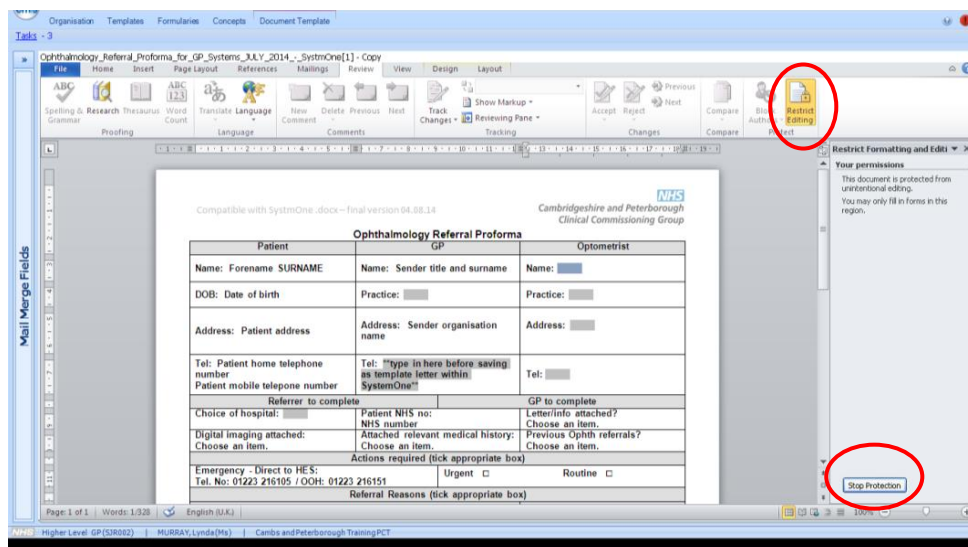 Organisation Templates Formularies Concepts Document Template
Tasks - 3
Ophthalmology_Referral_Proforma_for_GP_Systems_JULY_2014_-_SystmOne[1] - Copy
File Home Insert Page Layout References Mailings Review View Design Layout
Spelling & Grammar Research Thesaurus Word Count Translate Language New Comment Delete Previous Next Track Changes Show Markup Reviewing Pane Accept Reject Previous Next Compare Block Authors Restrict Editing
Proofing Language Comments Tracking Changes Compare Protect
Restrict Formatting and Editi
Your permissions
This document is protected from
unintentional editing.
You may only fill in forms in this
region.
Stop Protection
Mail Merge Fields
NHS
Compatible with SystmOne .docx – final version 04.08.14
Cambridgeshire and Peterborough
Clinical Commissioning Group
Ophthalmology Referral Proforma
Patient GP Optometrist
Name: Forename SURNAME Name: Sender title and surname Name:
DOB: Date of birth Practice: Practice:
Address: Patient address Address: Sender organisation name Address:
Tel: Patient home telephone number Patient mobile telepone number Tel: **type in here before saving as template letter within SystemOne** Tel:
Referrer to complete GP to complete
Choice of hospital: Patient NHS no: NHS number Letter/info attached? Choose an item.
Digital imaging attached: Choose an item. Attached relevant medical history: Choose an item. Previous Ophth referrals? Choose an item.
Actions required (tick appropriate box)
Emergency - Direct to HES: Tel. No: 01223 216105 / OOH: 01223 216151 Urgent □ Routine □
Referral Reasons (tick appropriate box)
Page: 1 of 1 Words: 1/328 English (U.K.) 100%
NHS Higher Level GP(SJR002) MURRAY, Lynda (Ms) Cambs and Peterborough Training PCT